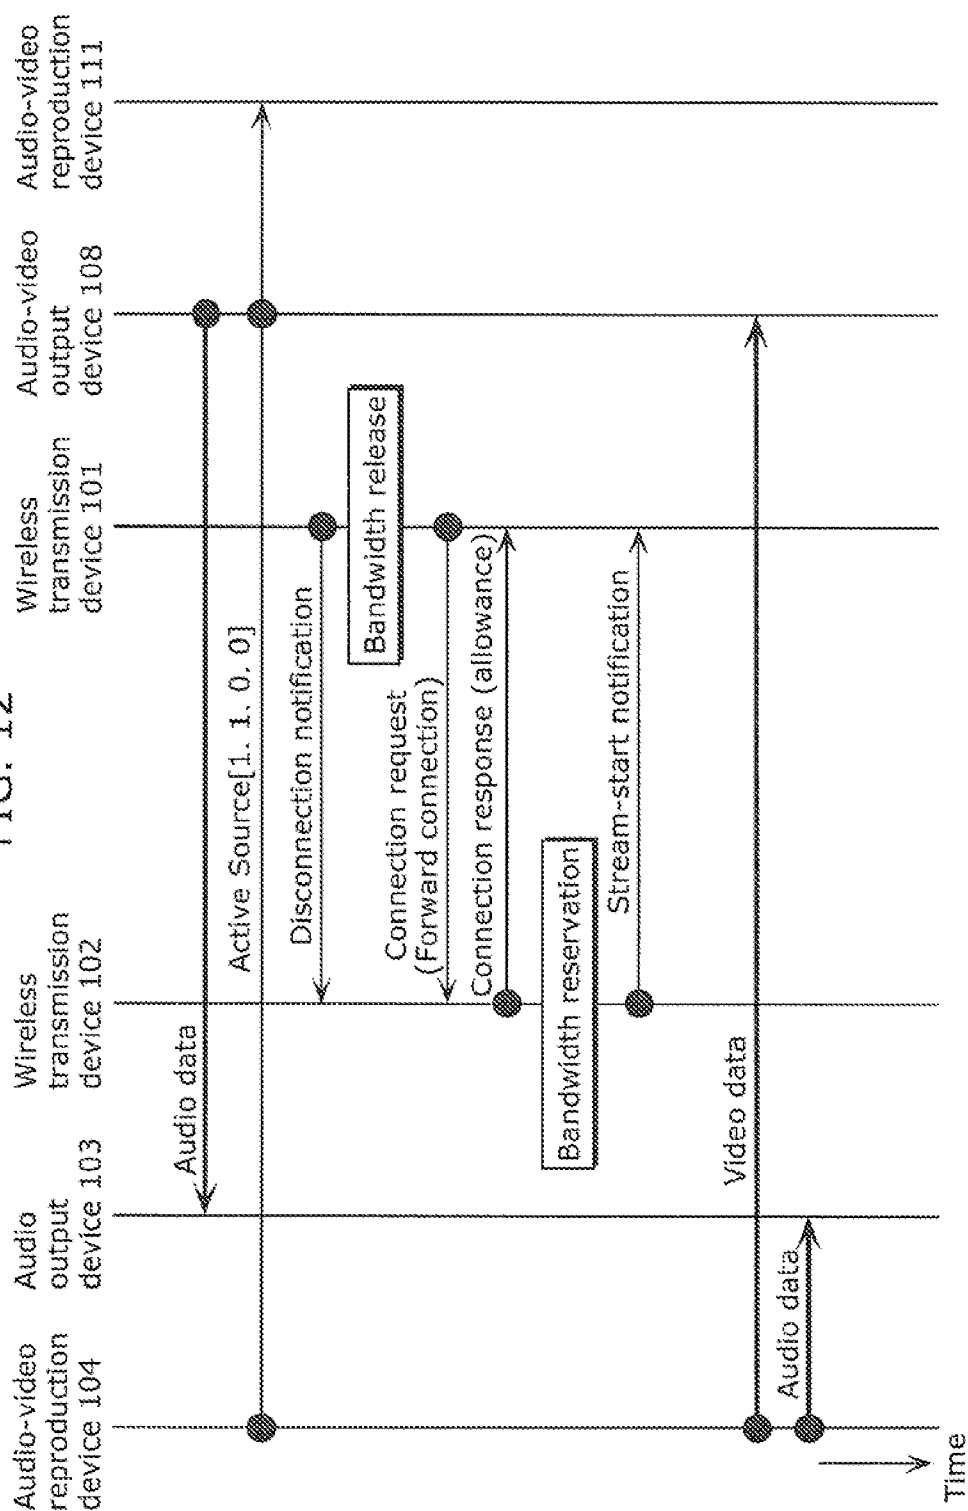 FIG. 12
Audio-video
reproduction
device 104
Audio
output
device 103
Wireless
transmission
device 102
Wireless
transmission
device 101
Audio-video
output
device 108
Audio-video
reproduction
device 111
Audio data
Active Source[1. 1. 0. 0]
Disconnection notification
Bandwidth release
Connection request
(Forward connection)
Connection response (allowance)
Bandwidth reservation
Stream-start notification
Video data
Audio data
Time